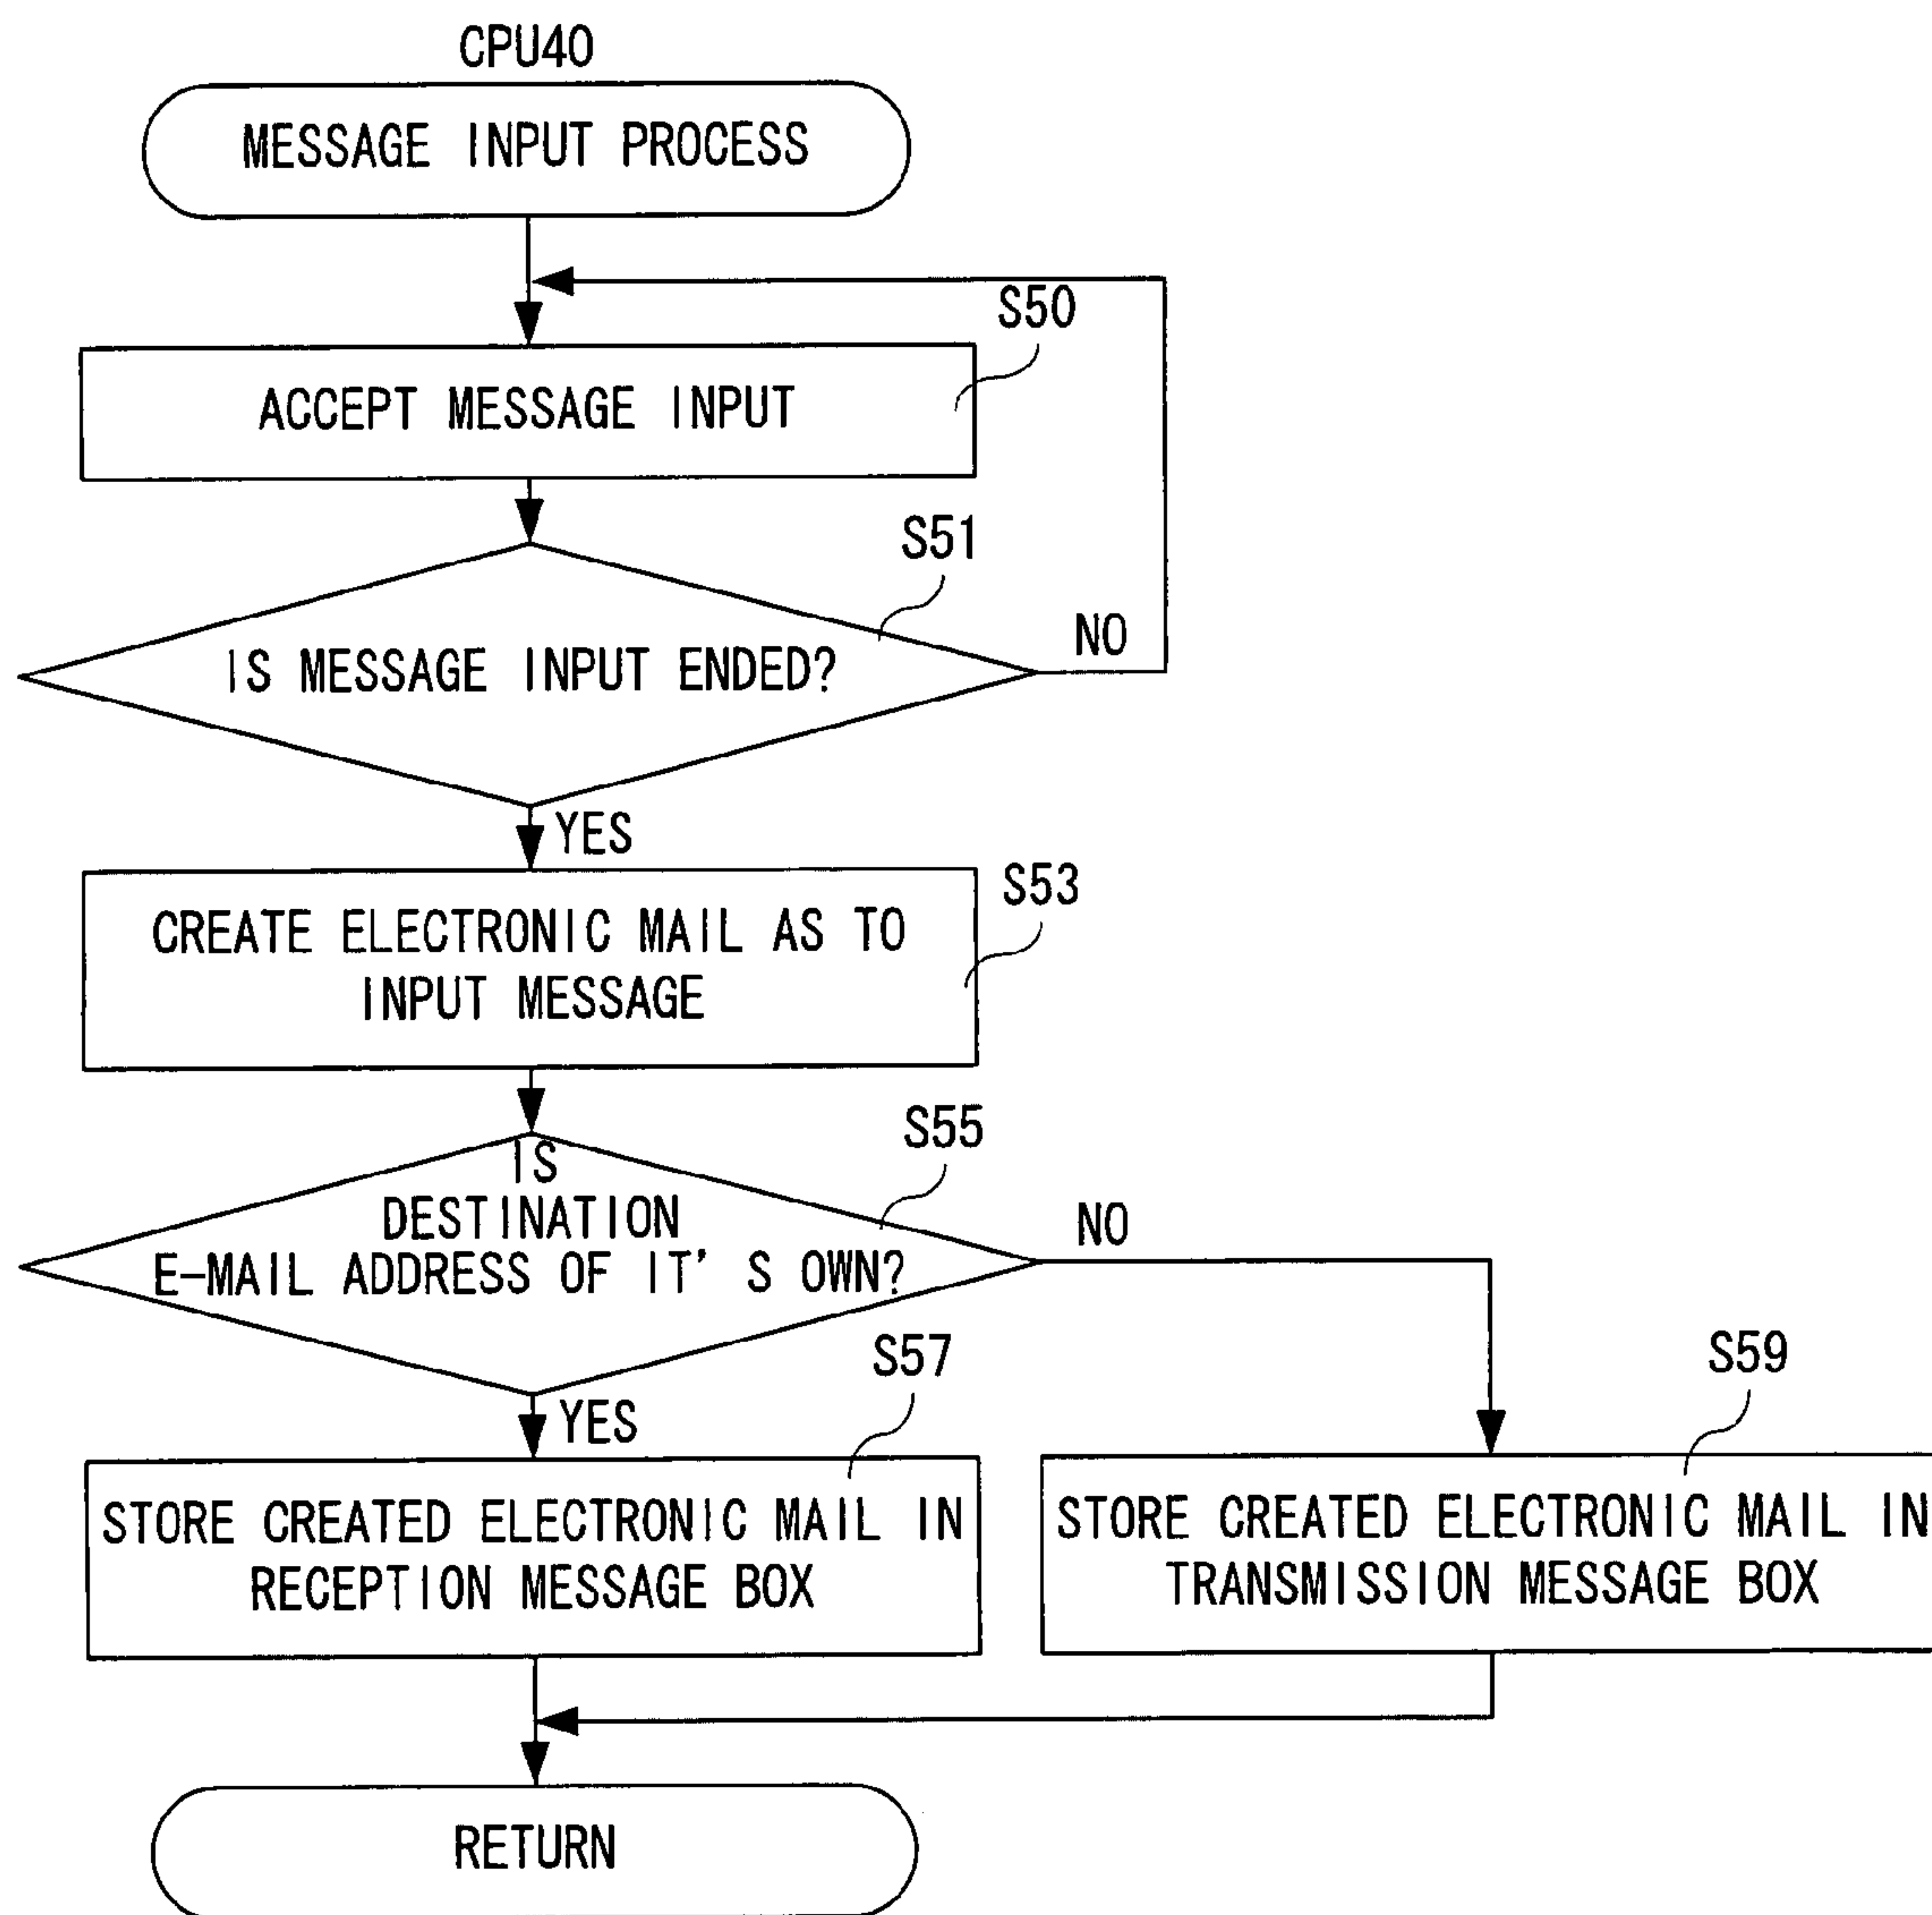 CPU40
MESSAGE INPUT PROCESS
S50
ACCEPT MESSAGE INPUT
S51
IS MESSAGE INPUT ENDED?
NO
YES
S53
CREATE ELECTRONIC MAIL AS TO
INPUT MESSAGE
S55
IS
DESTINATION
E-MAIL ADDRESS OF IT'S OWN?
NO
YES
S57
STORE CREATED ELECTRONIC MAIL IN
RECEPTION MESSAGE BOX
S59
STORE CREATED ELECTRONIC MAIL IN
TRANSMISSION MESSAGE BOX
RETURN